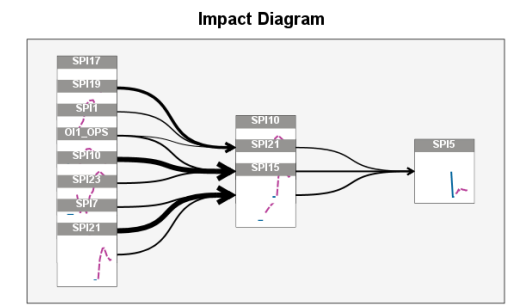 Impact Diagram
SPI17
SPI19
SPI1
OI1_OPS
SPI10
SPI23
SPI7
SPI21
SPI10
SPI21
SPI15
SPI5